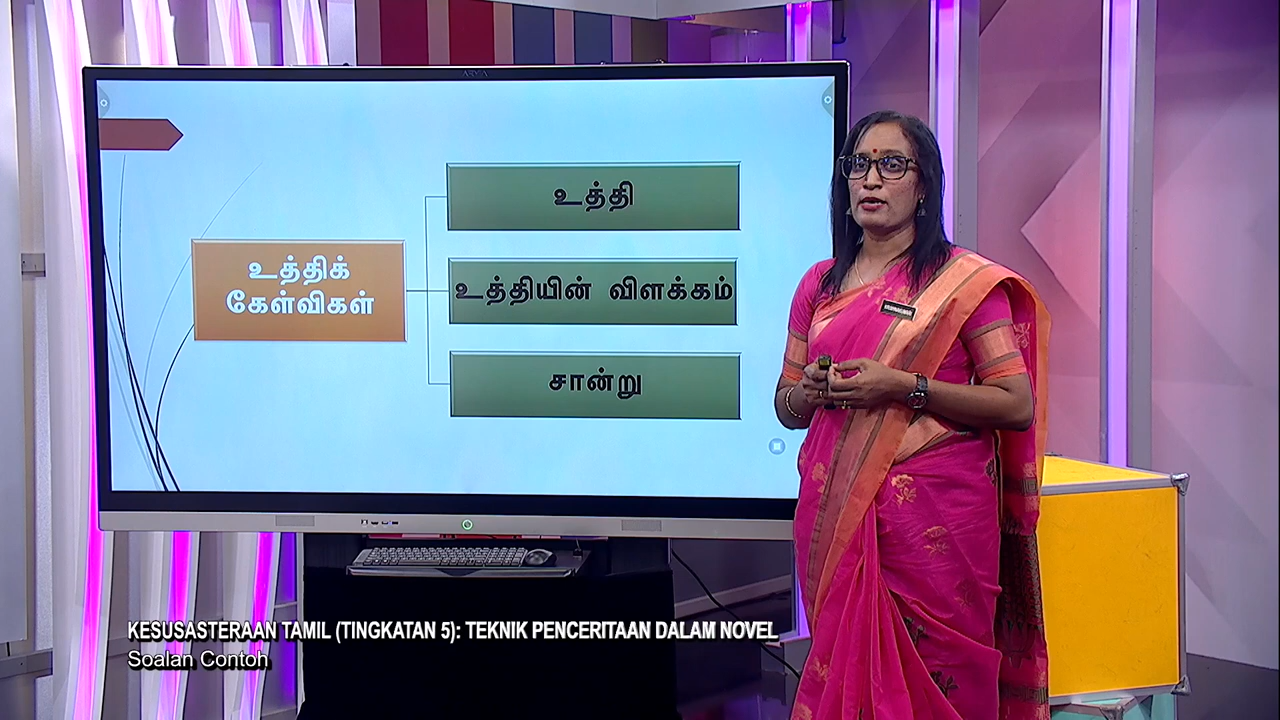 உத்திக்
கேள்விகள்
உத்தி
உத்தியின் விளக்கம்
சான்று
KESUSASTERAAN TAMIL (TINGKATAN 5): TEKNIK PENCERITAAN DALAM NOVEL
Soalan Contoh